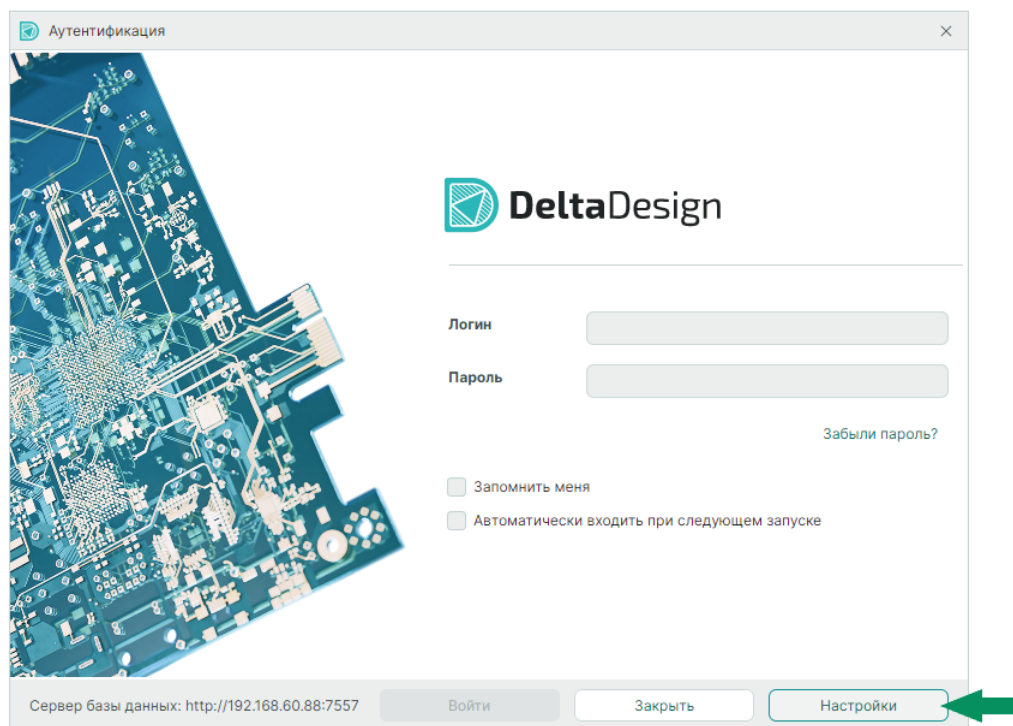 Аутентификация
DeltaDesign
Логин
Пароль
Забыли пароль?
Запомнить меня
Автоматически входить при следующем запуске
Сервер базы данных: http://192.168.60.88:7557
Войти
Закрыть
Настройки